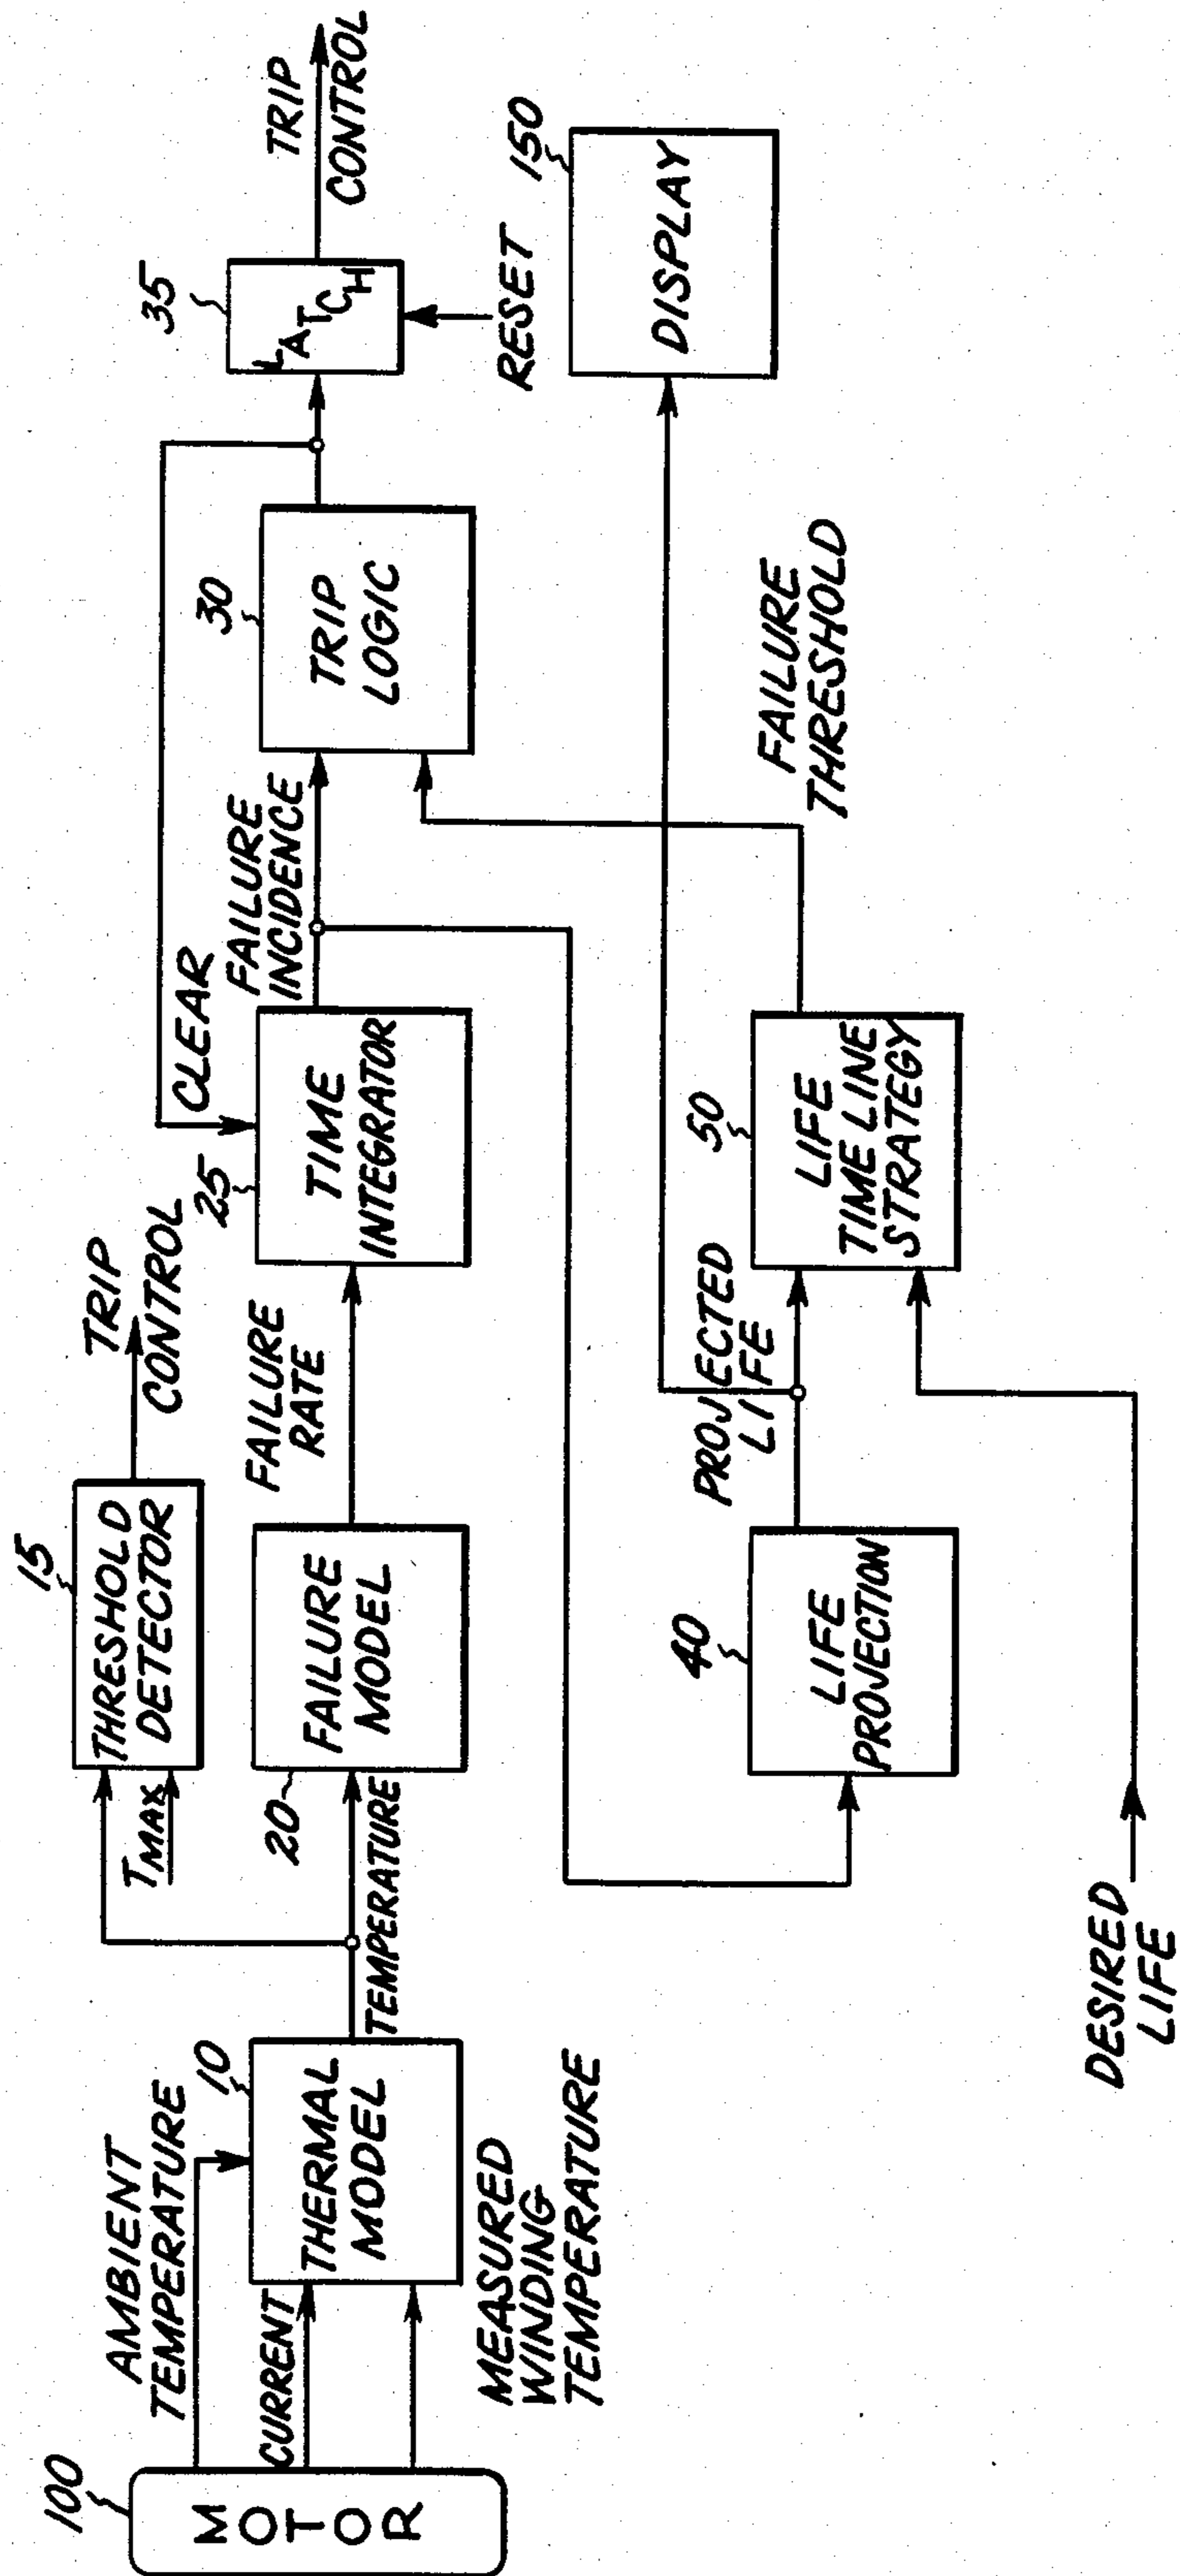 100
MOTOR
AMBIENT
TEMPERATURE
CURRENT
MEASURED
WINDING
TEMPERATURE
10
THERMAL
MODEL
TEMPERATURE
TMAX
15
THRESHOLD
DETECTOR
TRIP
CONTROL
20
FAILURE
MODEL
FAILURE
RATE
25
CLEAR
TIME
INTEGRATOR
FAILURE
INCIDENCE
30
TRIP
LOGIC
35
LATCH
RESET
TRIP
CONTROL
DESIRED
LIFE
40
LIFE
PROJECTION
PROJECTED
LIFE
50
LIFE
TIME LINE
STRATEGY
FAILURE
THRESHOLD
150
DISPLAY